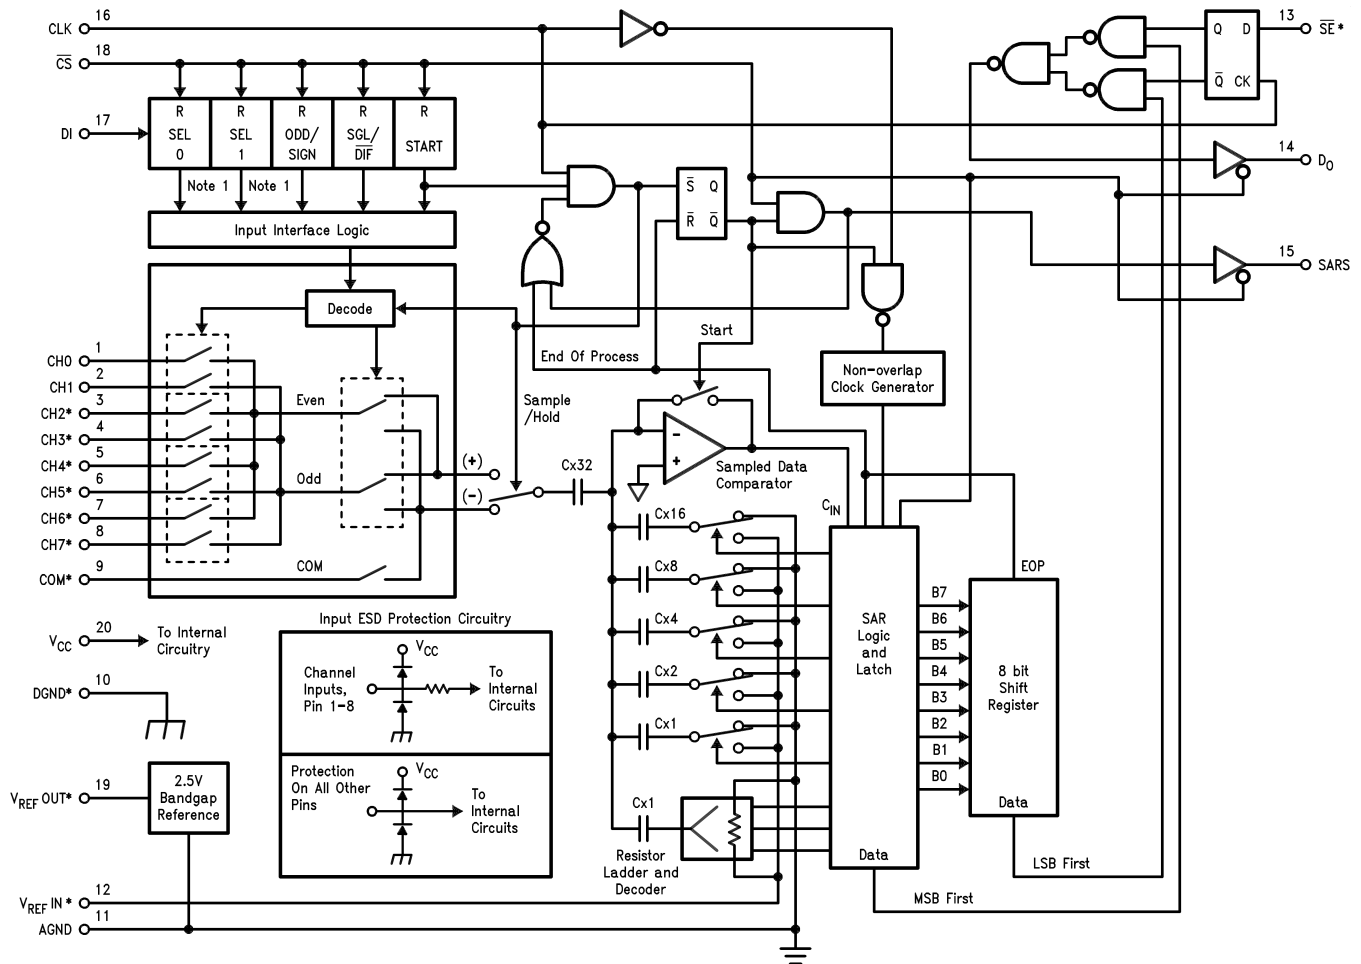 CLK 16
CS 18
DI 17
R R R R R
SEL 0
SEL 1
ODD/ SIGN
SGL/ DIF
START
Note 1 Note 1
Input Interface Logic
Decode
CH0 1
CH1 2
CH2* 3
CH3* 4
CH4* 5
CH5* 6
CH6* 7
CH7* 8
COM* 9
Even
Odd
COM
(+)
(-)
Sample
/Hold
End Of Process
Start
S Q
R Q
Q D
Q CK
13 SE*
14 DO
15 SARS
Non-overlap
Clock Generator
Cx32
-
+
Sampled Data
Comparator
CIN
Cx16
Cx8
Cx4
Cx2
Cx1
Cx1
Resistor
Ladder and
Decoder
SAR
Logic
and
Latch
Data
EOP
B7
B6
B5
B4
B3
B2
B1
B0
8 bit
Shift
Register
Data
LSB First
MSB First
VCC 20
To Internal
Circuitry
DGND* 10
VREF OUT* 19
2.5V
Bandgap
Reference
VREF IN * 12
AGND 11
Input ESD Protection Circuitry
VCC
Channel
Inputs,
Pin 1-8
To
Internal
Circuits
VCC
Protection
On All Other
Pins
To
Internal
Circuits